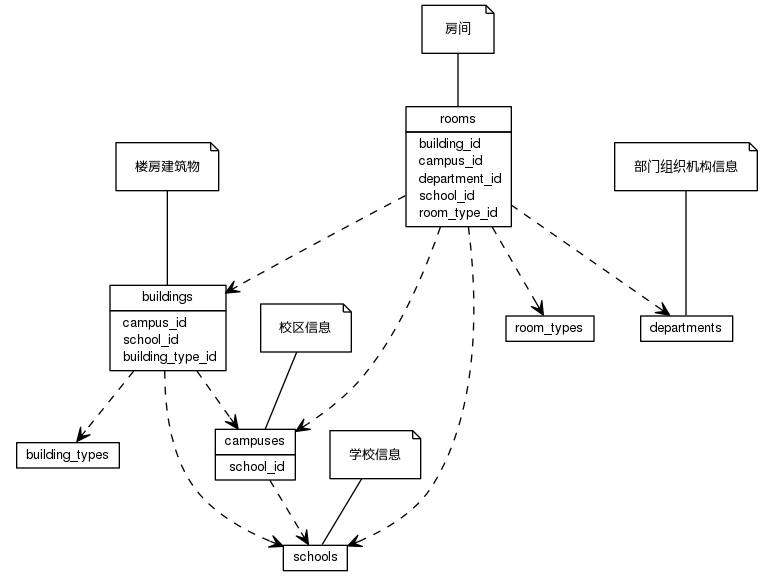 房间
rooms
building_id
campus_id
department_id
school_id
room_type_id
楼房建筑物
部门组织机构信息
buildings
campus_id
school_id
building_type_id
校区信息
room_types
departments
campuses
school_id
学校信息
building_types
schools